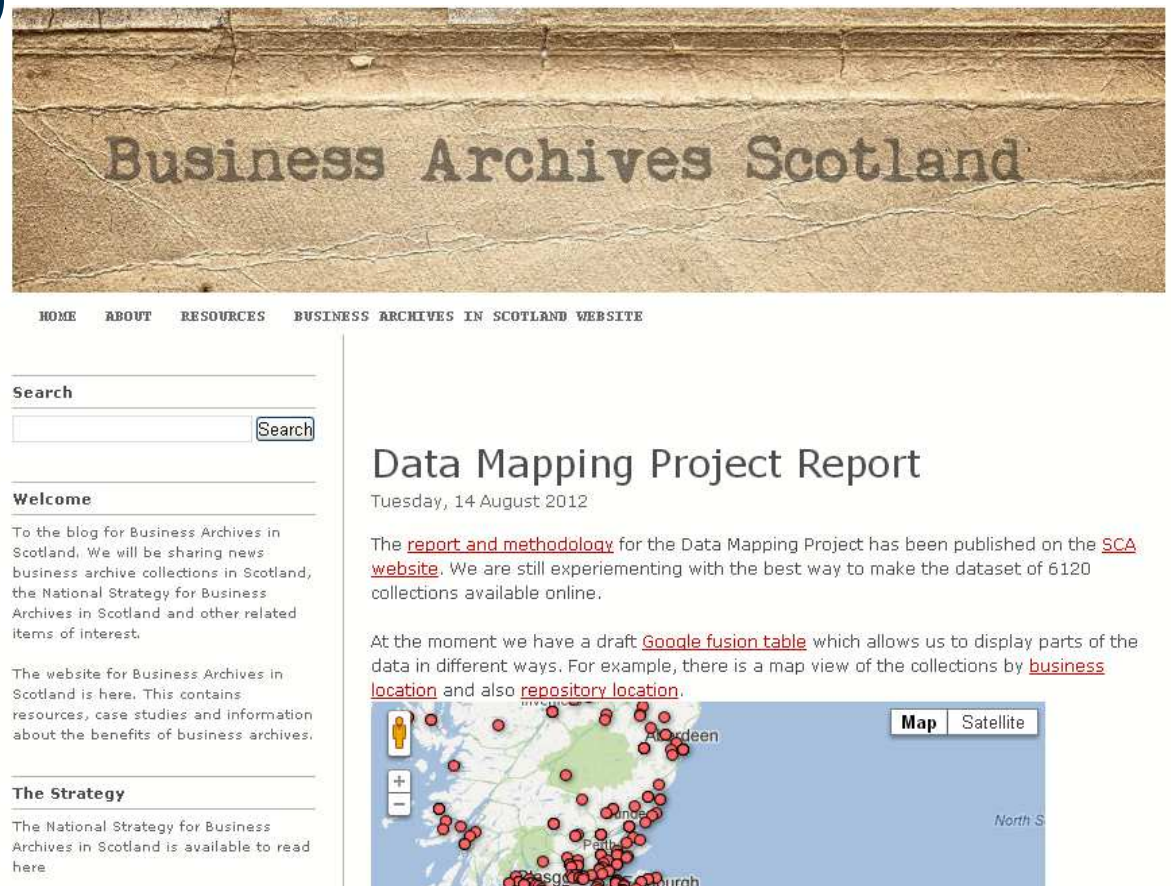 Business Archives Scotland
HOME ABOUT RESOURCES BUSINESS ARCHIVES IN SCOTLAND WEBSITE
Search
Search
Welcome
To the blog for Business Archives in
Scotland. We will be sharing news
business archive collections in Scotland,
the National Strategy for Business
Archives in Scotland and other related
items of interest.
The website for Business Archives in
Scotland is here. This contains
resources, case studies and information
about the benefits of business archives.
The Strategy
The National Strategy for Business
Archives in Scotland is available to read
here
Data Mapping Project Report
Tuesday, 14 August 2012
The report and methodology for the Data Mapping Project has been published on the SCA
website. We are still experiementing with the best way to make the dataset of 6120
collections available online.
At the moment we have a draft Google fusion table which allows us to display parts of the
data in different ways. For example, there is a map view of the collections by business
location and also repository location.
Map Satellite
+
−
North S